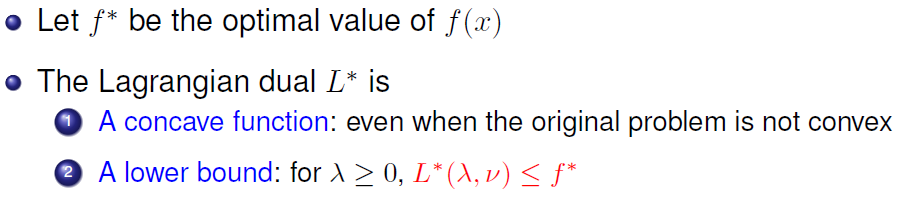 Let f* be the optimal value of f(x)
The Lagrangian dual L* is
1 A concave function: even when the original problem is not convex
2 A lower bound: for λ ≥ 0, L*(λ, ν) ≤ f*